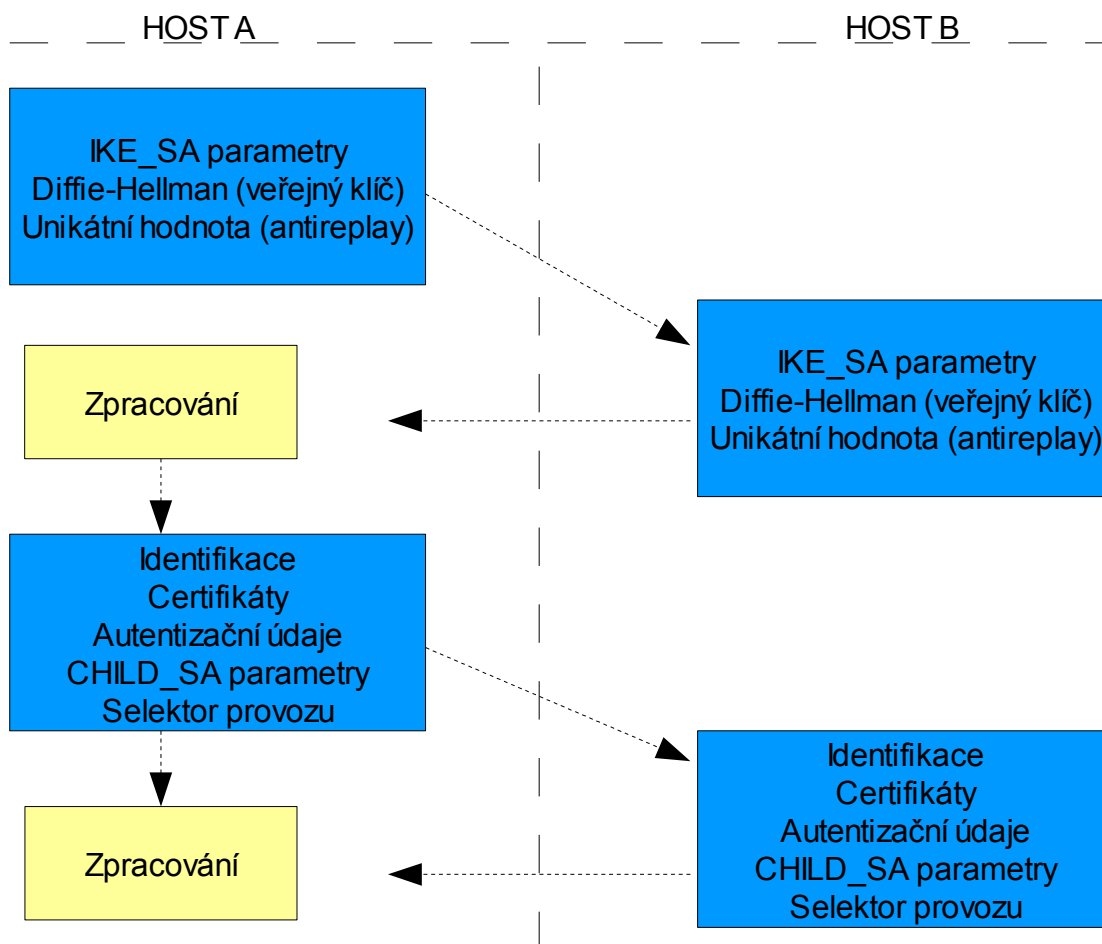 HOST A
HOST B
IKE_SA parametry
Diffie-Hellman (veřejný klíč)
Unikátní hodnota (antireplay)
IKE_SA parametry
Diffie-Hellman (veřejný klíč)
Unikátní hodnota (antireplay)
Zpracování
Identifikace
Certifikáty
Autentizační údaje
CHILD_SA parametry
Selektor provozu
Identifikace
Certifikáty
Autentizační údaje
CHILD_SA parametry
Selektor provozu
Zpracování